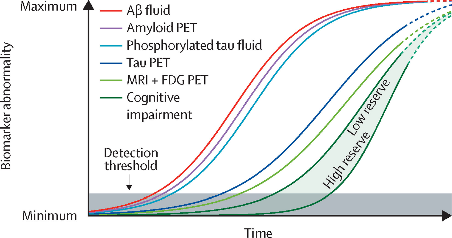 Maximum
Aβ fluid
Amyloid PET
Phosphorylated tau fluid
Tau PET
MRI + FDG PET
Cognitive
impairment
Biomarker abnormality
Detection
threshold
Low reserve
High reserve
Minimum
Time